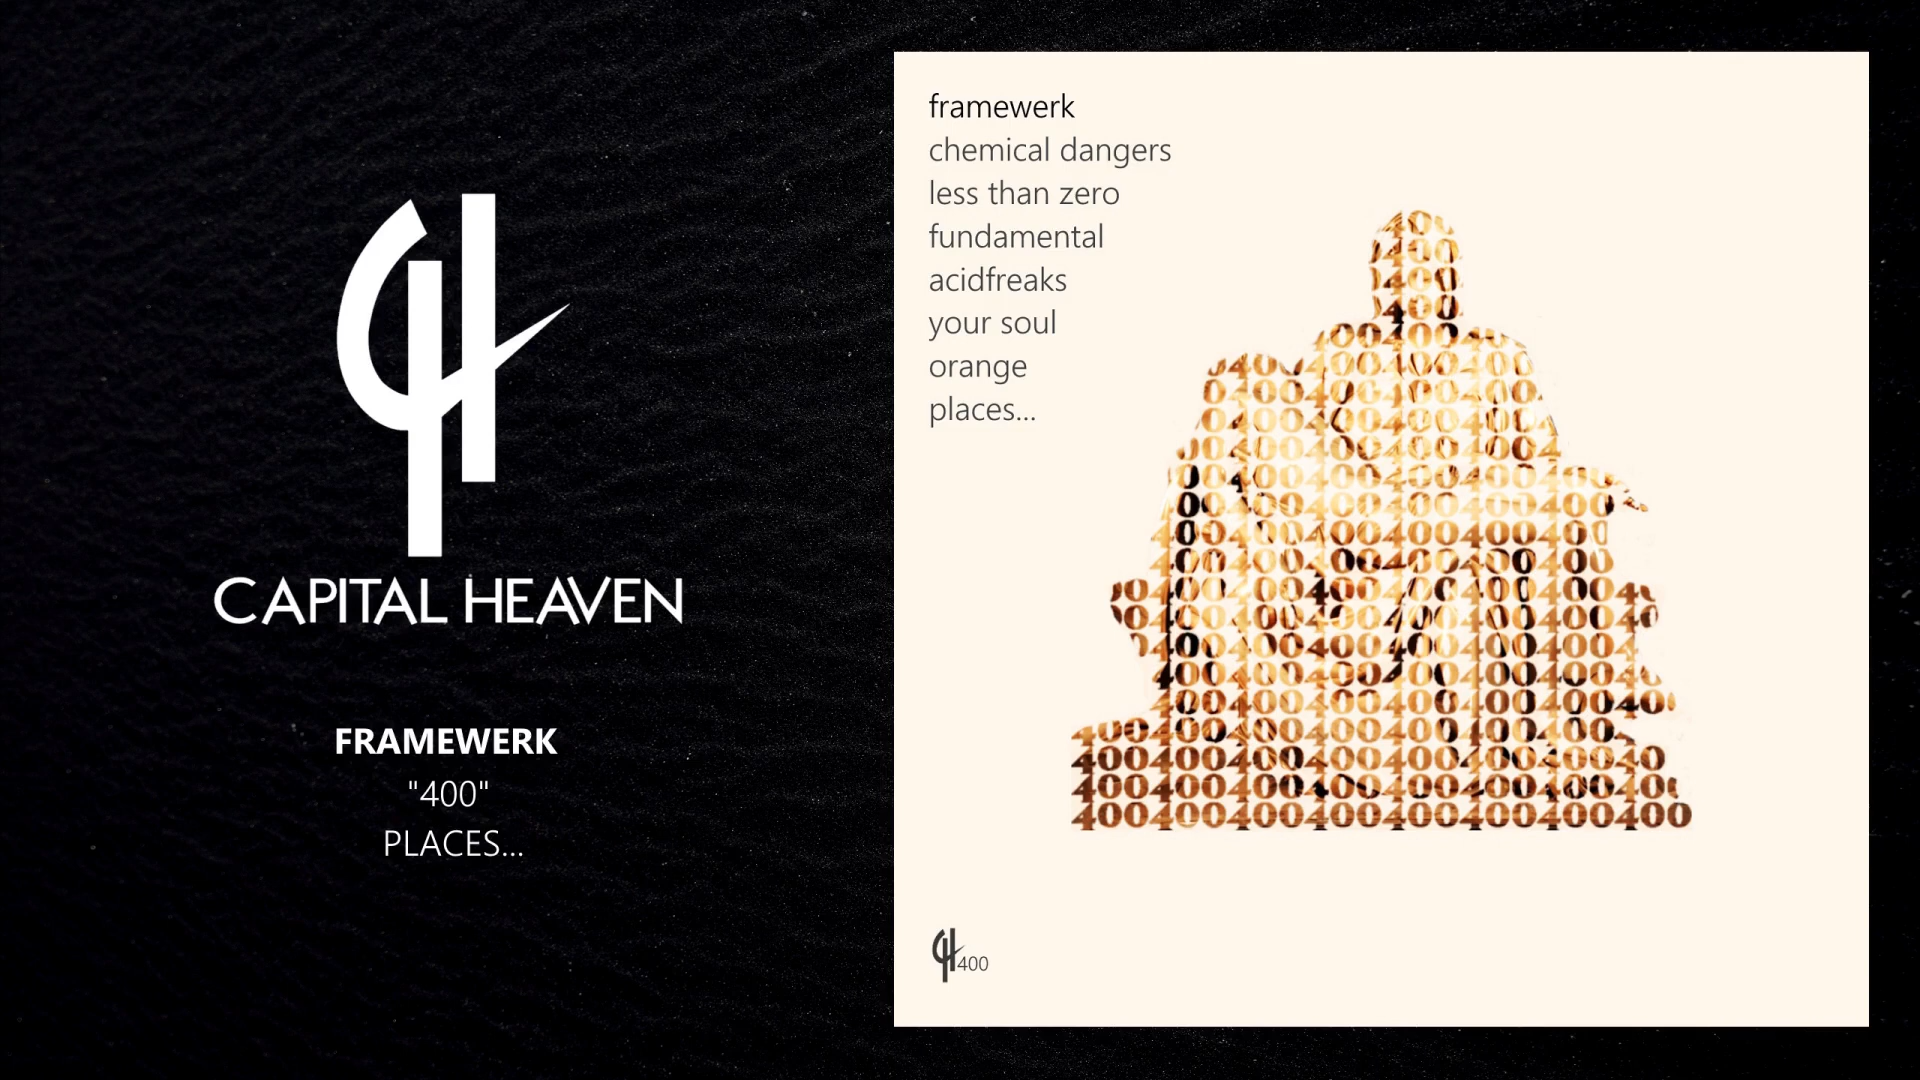 CAPITAL HEAVEN
FRAMEWERK
"400"
PLACES...
framewerk
chemical dangers
less than zero
fundamental
acidfreaks
your soul
orange
places...
400